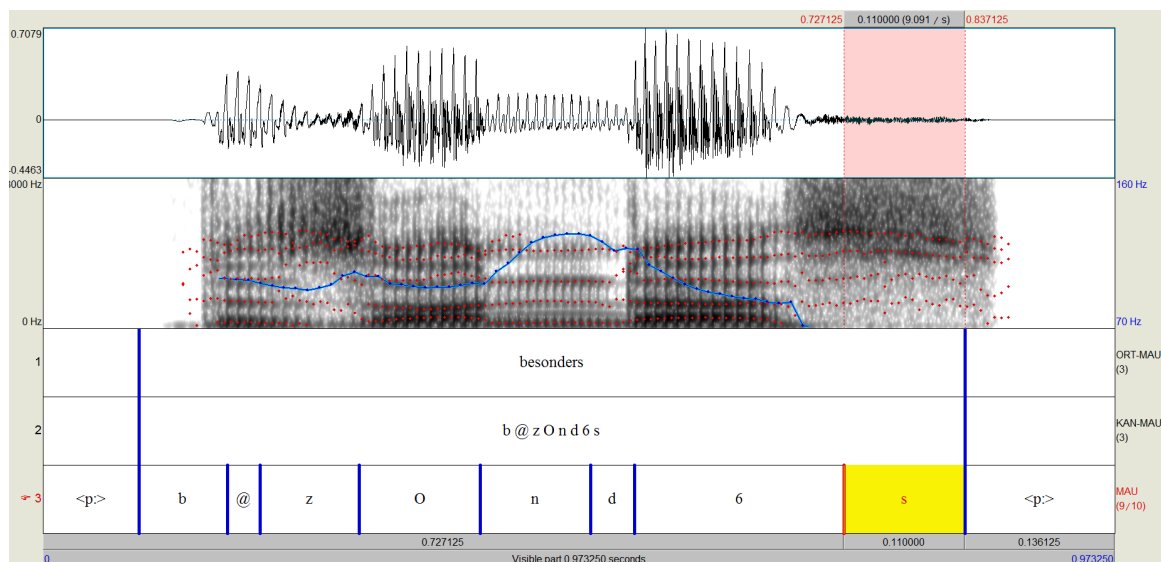 0.727125 0.110000 (9.091 / s) 0.837125
0.7079
0
-0.4463
160 Hz
0 Hz 70 Hz
1 besonders ORT-MAU
(3)
2 b @ z O n d 6 s KAN-MAU
(3)
3 <p:> b @ z O n d 6 s <p:> MAU
(9/10)
0.727125 0.110000 0.136125
0 Visible part 0.973250 seconds 0.973250